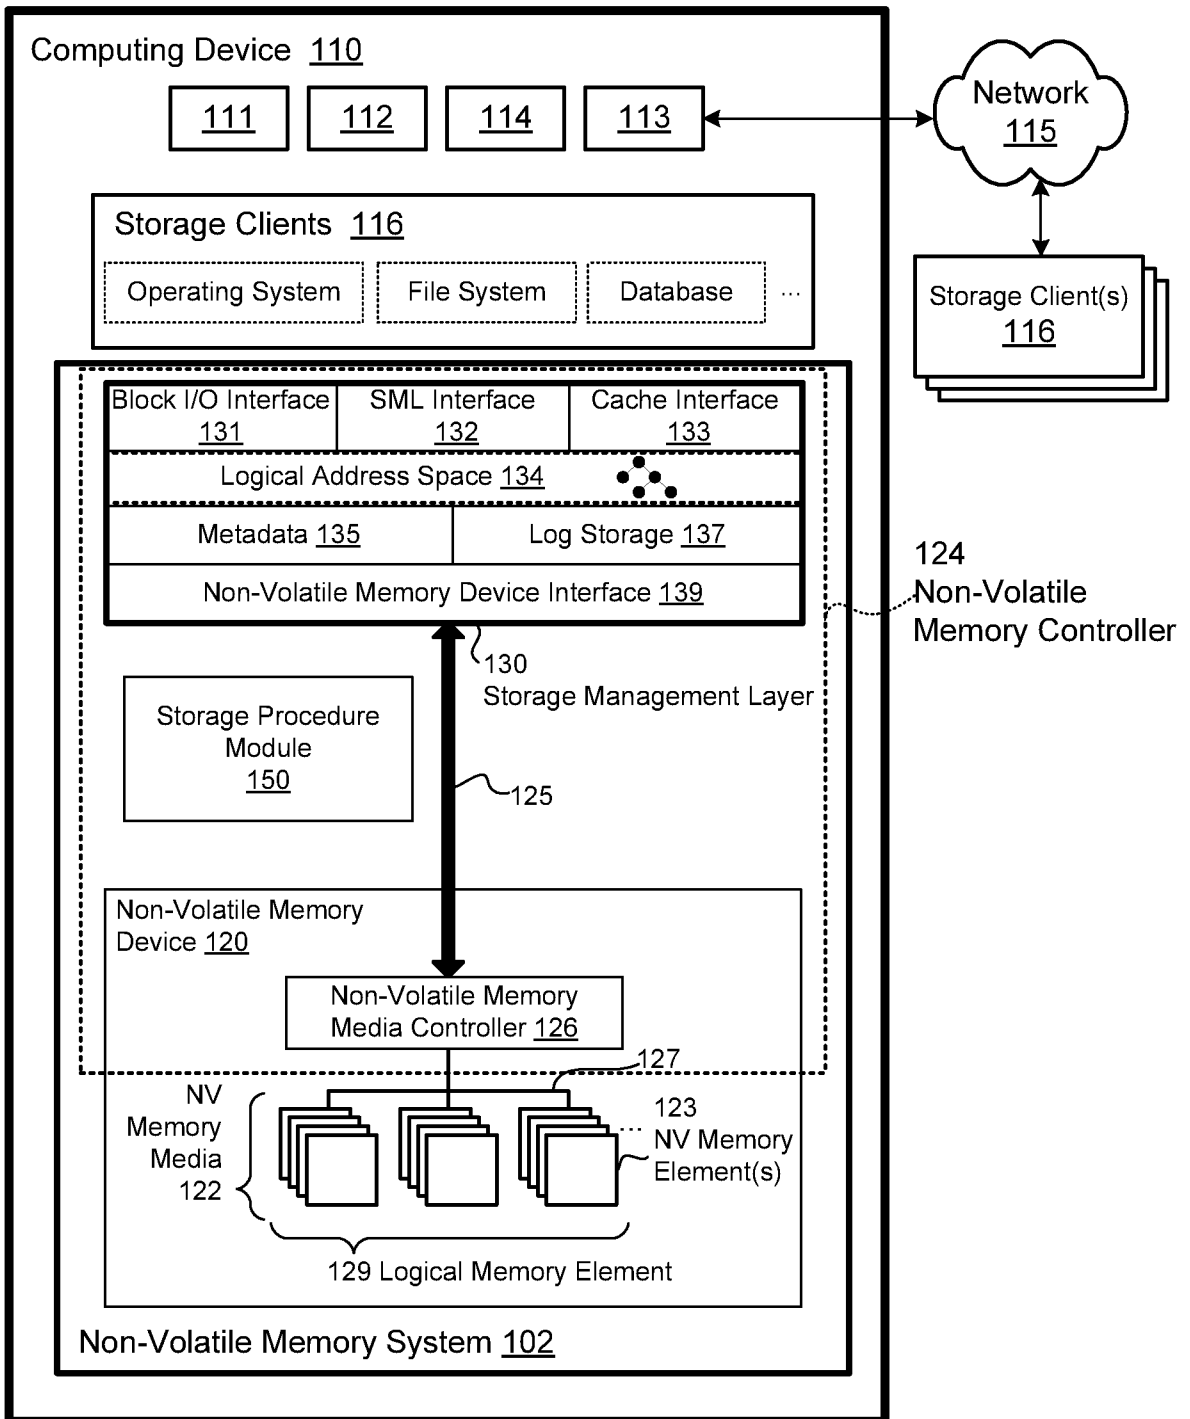 Computing Device 110
111
112
114
113
Network
115
Storage Clients 116
Operating System
File System
Database
...
Storage Client(s)
116
Block I/O Interface
131
SML Interface
132
Cache Interface
133
Logical Address Space 134
Metadata 135
Log Storage 137
Non-Volatile Memory Device Interface 139
124
Non-Volatile
Memory Controller
130
Storage Management Layer
Storage Procedure
Module
150
125
Non-Volatile Memory
Device 120
Non-Volatile Memory
Media Controller 126
127
NV
Memory
Media
122
...
123
NV Memory
Element(s)
129 Logical Memory Element
Non-Volatile Memory System 102